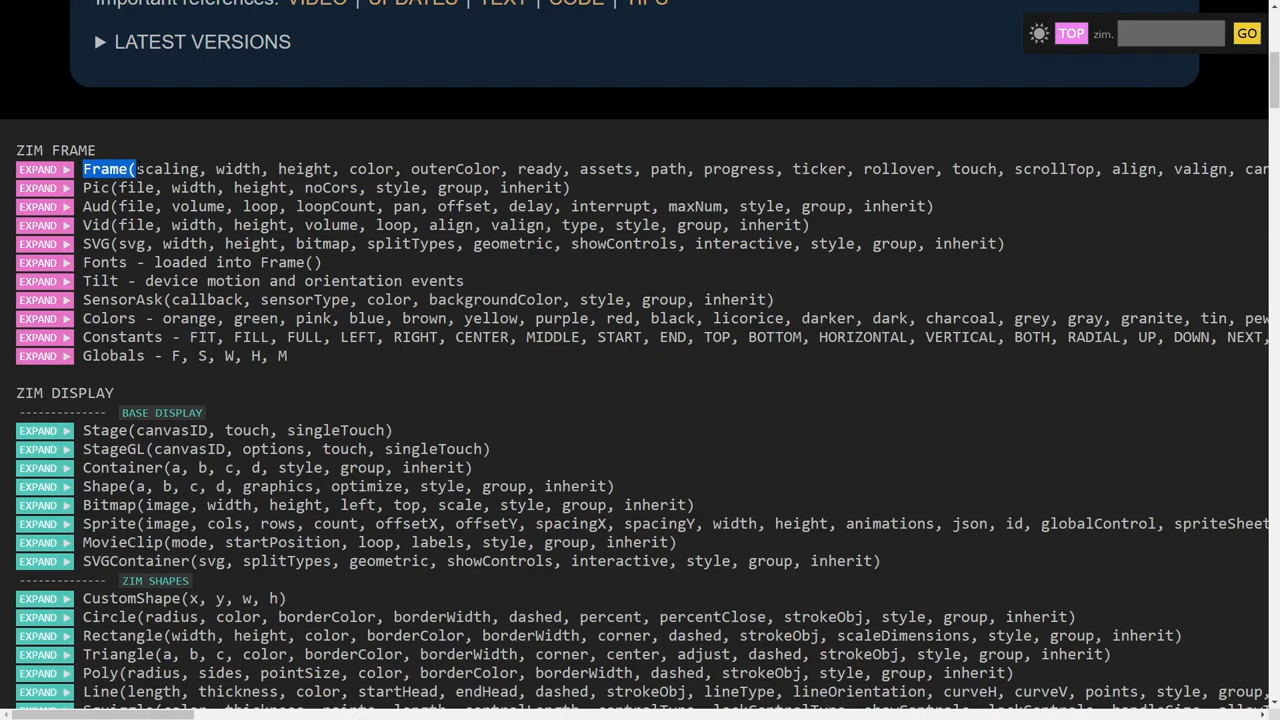 Important references: VIDEO | UPDATES | TEXT | CODE | TIPS
▶ LATEST VERSIONS
TOP zim. GO
ZIM FRAME
EXPAND ▶ Frame(scaling, width, height, color, outerColor, ready, assets, path, progress, ticker, rollover, touch, scrollTop, align, valign, can
EXPAND ▶ Pic(file, width, height, noCors, style, group, inherit)
EXPAND ▶ Aud(file, volume, loop, loopCount, pan, offset, delay, interrupt, maxNum, style, group, inherit)
EXPAND ▶ Vid(file, width, height, volume, loop, align, valign, type, style, group, inherit)
EXPAND ▶ SVG(svg, width, height, bitmap, splitTypes, geometric, showControls, interactive, style, group, inherit)
EXPAND ▶ Fonts - loaded into Frame()
EXPAND ▶ Tilt - device motion and orientation events
EXPAND ▶ SensorAsk(callback, sensorType, color, backgroundColor, style, group, inherit)
EXPAND ▶ Colors - orange, green, pink, blue, brown, yellow, purple, red, black, licorice, darker, dark, charcoal, grey, gray, granite, tin, pew
EXPAND ▶ Constants - FIT, FILL, FULL, LEFT, RIGHT, CENTER, MIDDLE, START, END, TOP, BOTTOM, HORIZONTAL, VERTICAL, BOTH, RADIAL, UP, DOWN, NEXT,
EXPAND ▶ Globals - F, S, W, H, M
ZIM DISPLAY
-------------- BASE DISPLAY
EXPAND ▶ Stage(canvasID, touch, singleTouch)
EXPAND ▶ StageGL(canvasID, options, touch, singleTouch)
EXPAND ▶ Container(a, b, c, d, style, group, inherit)
EXPAND ▶ Shape(a, b, c, d, graphics, optimize, style, group, inherit)
EXPAND ▶ Bitmap(image, width, height, left, top, scale, style, group, inherit)
EXPAND ▶ Sprite(image, cols, rows, count, offsetX, offsetY, spacingX, spacingY, width, height, animations, json, id, globalControl, spriteSheet
EXPAND ▶ MovieClip(mode, startPosition, loop, labels, style, group, inherit)
EXPAND ▶ SVGContainer(svg, splitTypes, geometric, showControls, interactive, style, group, inherit)
-------------- ZIM SHAPES
EXPAND ▶ CustomShape(x, y, w, h)
EXPAND ▶ Circle(radius, color, borderColor, borderWidth, dashed, percent, percentClose, strokeObj, style, group, inherit)
EXPAND ▶ Rectangle(width, height, color, borderColor, borderWidth, corner, dashed, strokeObj, scaleDimensions, style, group, inherit)
EXPAND ▶ Triangle(a, b, c, color, borderColor, borderWidth, corner, center, adjust, dashed, strokeObj, style, group, inherit)
EXPAND ▶ Poly(radius, sides, pointSize, color, borderColor, borderWidth, dashed, strokeObj, style, group, inherit)
EXPAND ▶ Line(length, thickness, color, startHead, endHead, dashed, strokeObj, lineType, lineOrientation, curveH, curveV, points, style, group,